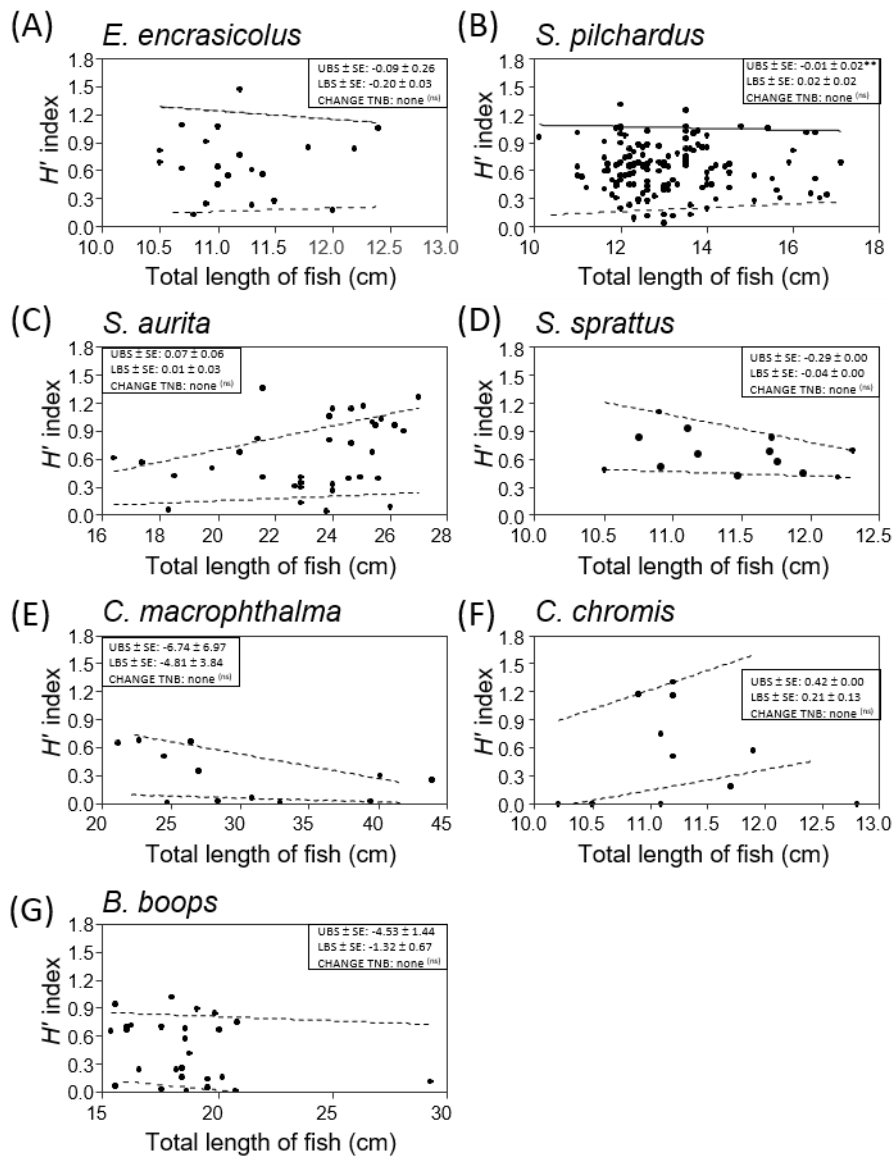 (A) E. encrasicolus
H' index
1.8
1.5
1.2
0.9
0.6
0.3
0.0
UBS ± SE: -0.09 ± 0.26
LBS ± SE: -0.20 ± 0.03
CHANGE TNB: none (ns)
10.0 10.5 11.0 11.5 12.0 12.5 13.0
Total length of fish (cm)
(B) S. pilchardus
H' index
1.8
1.5
1.2
0.9
0.6
0.3
0.0
UBS ± SE: -0.01 ± 0.02**
LBS ± SE: 0.02 ± 0.02
CHANGE TNB: none (ns)
10 12 14 16 18
Total length of fish (cm)
(C) S. aurita
H' index
1.8
1.5
1.2
0.9
0.6
0.3
0.0
UBS ± SE: 0.07 ± 0.06
LBS ± SE: 0.01 ± 0.03
CHANGE TNB: none (ns)
16 18 20 22 24 26 28
Total length of fish (cm)
(D) S. sprattus
H' index
1.8
1.5
1.2
0.9
0.6
0.3
0.0
UBS ± SE: -0.29 ± 0.00
LBS ± SE: -0.04 ± 0.00
CHANGE TNB: none (ns)
10.0 10.5 11.0 11.5 12.0 12.5
Total length of fish (cm)
(E) C. macrophthalma
H' index
1.8
1.5
1.2
0.9
0.6
0.3
0.0
UBS ± SE: -6.74 ± 6.97
LBS ± SE: -4.81 ± 3.84
CHANGE TNB: none (ns)
20 25 30 35 40 45
Total length of fish (cm)
(F) C. chromis
H' index
1.8
1.5
1.2
0.9
0.6
0.3
0.0
UBS ± SE: 0.42 ± 0.00
LBS ± SE: 0.21 ± 0.13
CHANGE TNB: none (ns)
10.0 10.5 11.0 11.5 12.0 12.5 13.0
Total length of fish (cm)
(G) B. boops
H' index
1.8
1.5
1.2
0.9
0.6
0.3
0.0
UBS ± SE: -4.53 ± 1.44
LBS ± SE: -1.32 ± 0.67
CHANGE TNB: none (ns)
15 20 25 30
Total length of fish (cm)